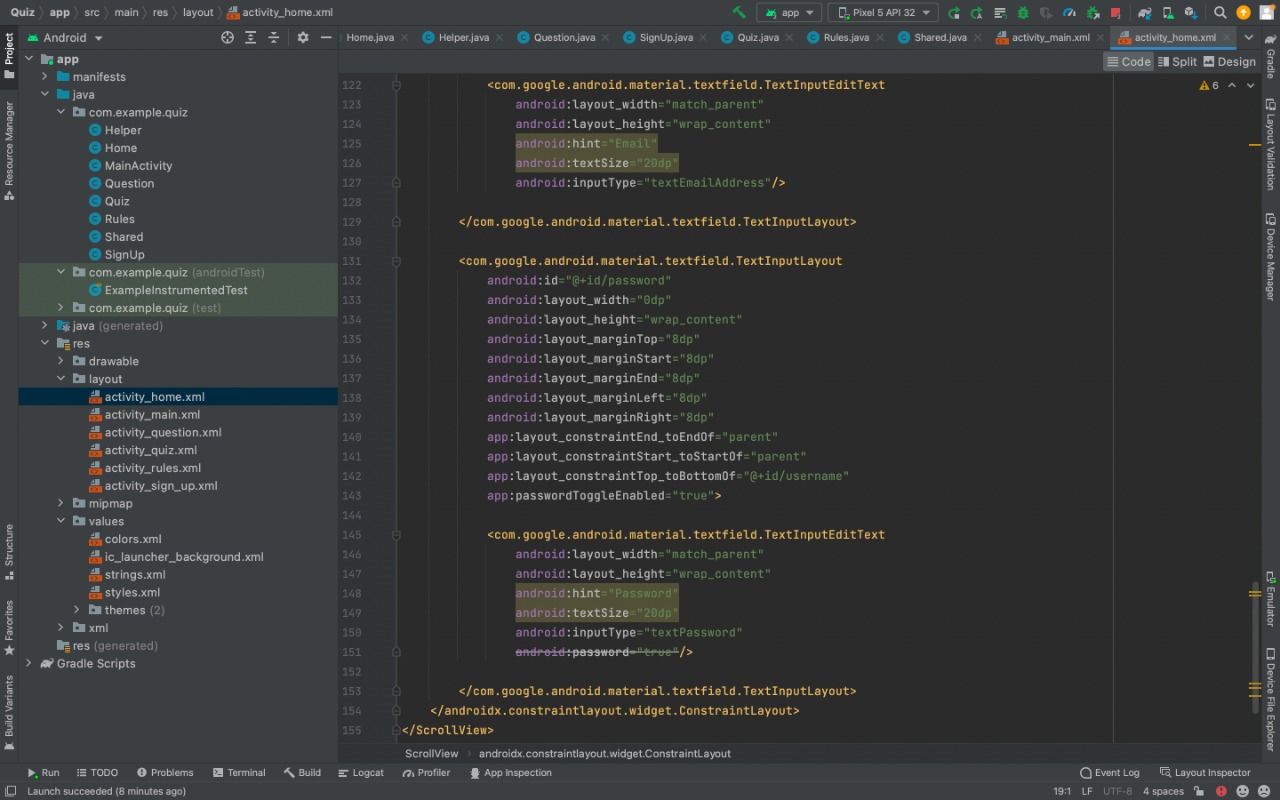 Quiz app src main res layout activity_home.xml app Pixel 5 API 32
Android Home.java Helper.java Question.java SignUp.java Quiz.java Rules.java Shared.java activity_main.xml activity_home.xml
Code Split Design
Project
Resource Manager
Structure
Favorites
Build Variants
app
manifests
java
com.example.quiz
Helper
Home
MainActivity
Question
Quiz
Rules
Shared
SignUp
com.example.quiz (androidTest)
ExampleInstrumentedTest
com.example.quiz (test)
java (generated)
res
drawable
layout
activity_home.xml
activity_main.xml
activity_question.xml
activity_quiz.xml
activity_rules.xml
activity_sign_up.xml
mipmap
values
colors.xml
ic_launcher_background.xml
strings.xml
styles.xml
themes (2)
xml
res (generated)
Gradle Scripts
6
122 <com.google.android.material.textfield.TextInputEditText
123 android:layout_width="match_parent"
124 android:layout_height="wrap_content"
125 android:hint="Email"
126 android:textSize="20dp"
127 android:inputType="textEmailAddress"/>
128
129 </com.google.android.material.textfield.TextInputLayout>
130
131 <com.google.android.material.textfield.TextInputLayout
132 android:id="@+id/password"
133 android:layout_width="0dp"
134 android:layout_height="wrap_content"
135 android:layout_marginTop="8dp"
136 android:layout_marginStart="8dp"
137 android:layout_marginEnd="8dp"
138 android:layout_marginLeft="8dp"
139 android:layout_marginRight="8dp"
140 app:layout_constraintEnd_toEndOf="parent"
141 app:layout_constraintStart_toStartOf="parent"
142 app:layout_constraintTop_toBottomOf="@+id/username"
143 app:passwordToggleEnabled="true">
144
145 <com.google.android.material.textfield.TextInputEditText
146 android:layout_width="match_parent"
147 android:layout_height="wrap_content"
148 android:hint="Password"
149 android:textSize="20dp"
150 android:inputType="textPassword"
151 android:password="true"/>
152
153 </com.google.android.material.textfield.TextInputLayout>
154 </androidx.constraintlayout.widget.ConstraintLayout>
155 </ScrollView>
ScrollView androidx.constraintlayout.widget.ConstraintLayout
Gradle
Layout Validation
Device Manager
Emulator
Device File Explorer
Run TODO Problems Terminal Build Logcat Profiler App Inspection Event Log Layout Inspector
Launch succeeded (8 minutes ago) 19:1 LF UTF-8 4 spaces